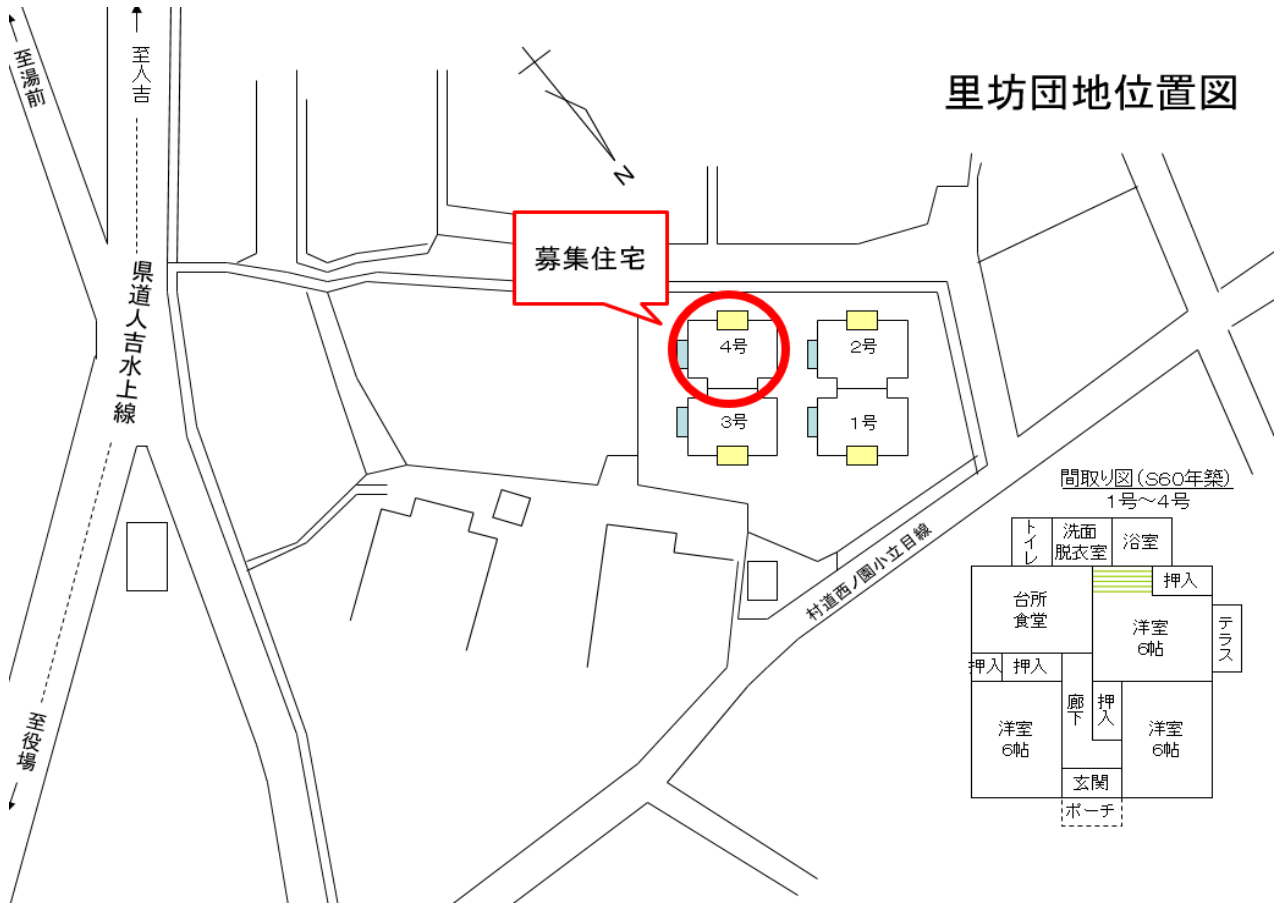 里坊団地位置図
至湯前
至人吉
N
募集住宅
県道人吉水上線
4号
2号
3号
1号
村道西ノ園小立目線
至役場
間取り図(S60年築)
1号～4号
トイレ
洗面
脱衣室
浴室
台所
食堂
押入
洋室
6帖
テラス
押入
押入
廊下
押入
洋室
6帖
洋室
6帖
玄関
ポーチ